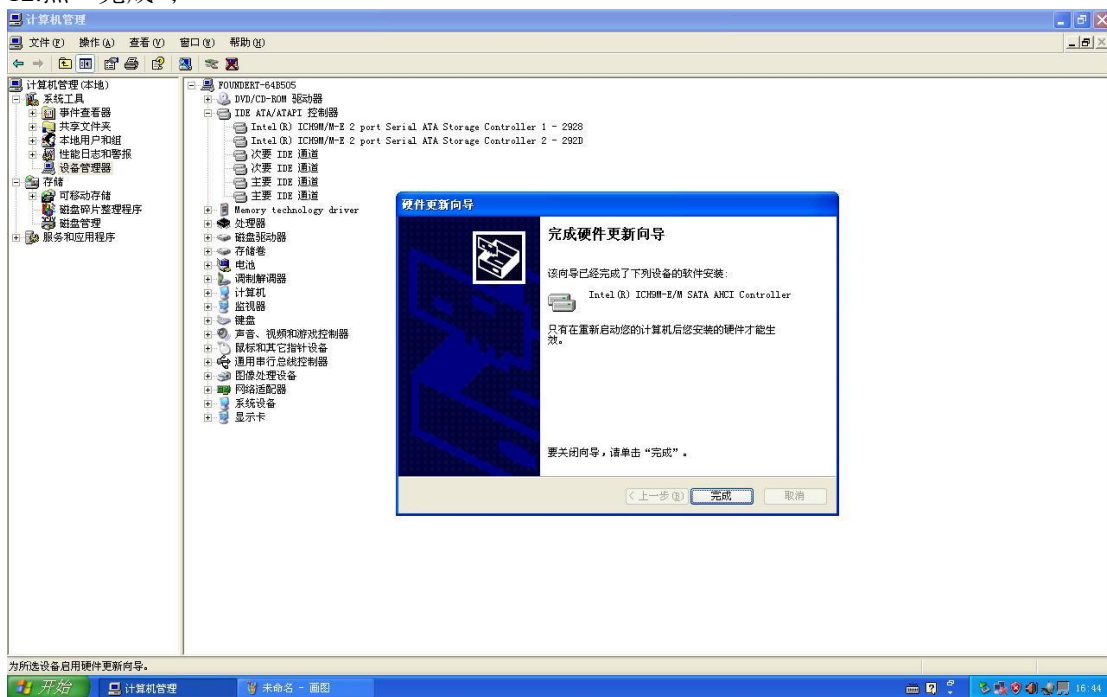 12.点“完成”；
计算机管理
文件(F) 操作(A) 查看(V) 窗口(W) 帮助(H)
计算机管理(本地)
系统工具
事件查看器
共享文件夹
本地用户和组
性能日志和警报
设备管理器
存储
可移动存储
磁盘碎片整理程序
磁盘管理
服务和应用程序
FOUNDERT-64B505
DVD/CD-ROM 驱动器
IDE ATA/ATAPI 控制器
Intel(R) ICH9M/M-E 2 port Serial ATA Storage Controller 1 - 2928
Intel(R) ICH9M/M-E 2 port Serial ATA Storage Controller 2 - 292D
次要 IDE 通道
次要 IDE 通道
主要 IDE 通道
主要 IDE 通道
Memory technology driver
处理器
磁盘驱动器
存储卷
电池
调制解调器
计算机
监视器
键盘
声音、视频和游戏控制器
鼠标和其它指针设备
通用串行总线控制器
图像处理设备
网络适配器
系统设备
显示卡
硬件更新向导
完成硬件更新向导
该向导已经完成了下列设备的软件安装:
Intel(R) ICH9M-E/M SATA AHCI Controller
只有在重新启动您的计算机后您安装的硬件才能生
效。
要关闭向导，请单击“完成”。
<上一步(B) 完成 取消
为所选设备启用硬件更新向导。
开始 计算机管理 未命名 - 画图 16:44